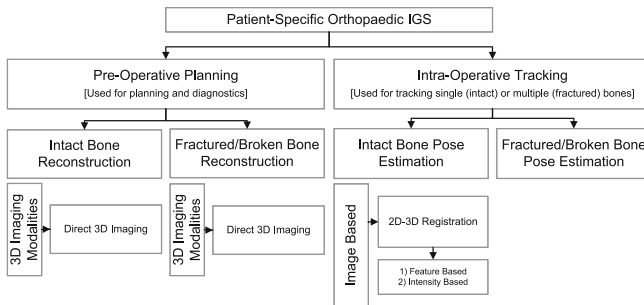 Patient-Specific Orthopaedic IGS
Pre-Operative Planning
[Used for planning and diagnostics]
Intra-Operative Tracking
[Used for tracking single (intact) or multiple (fractured) bones]
Intact Bone
Reconstruction
Fractured/Broken Bone
Reconstruction
Intact Bone Pose
Estimation
Fractured/Broken Bone
Pose Estimation
3D Imaging
Modalities
Direct 3D Imaging
3D Imaging
Modalities
Direct 3D Imaging
Image Based
2D-3D Registration
1) Feature Based
2) Intensity Based